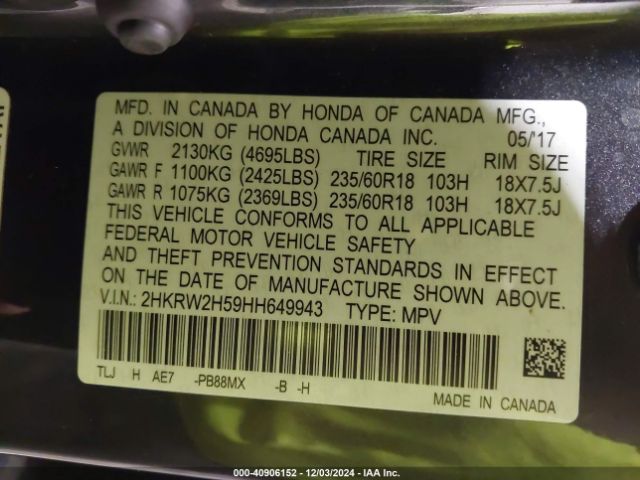 MFD. IN CANADA BY HONDA OF CANADA MFG.,
A DIVISION OF HONDA CANADA INC. 05/'17
GVWR 2130KG (4695LBS) TIRE SIZE RIM SIZE
GAWR F 1100KG (2425LBS) 235/60R18 103H 18X7.5J
GAWR R 1075KG (2369LBS) 235/60R18 103H 18X7.5J
THIS VEHICLE CONFORMS TO ALL APPLICABLE
FEDERAL MOTOR VEHICLE SAFETY
AND THEFT PREVENTION STANDARDS IN EFFECT
ON THE DATE OF MANUFACTURE SHOWN ABOVE.
V.I.N.: 2HKRW2H59HH649943 TYPE: MPV
TLJ H AE7 -PB88MX -B -H
MADE IN CANADA
000-40906152 - 12/03/2024 - IAA Inc.